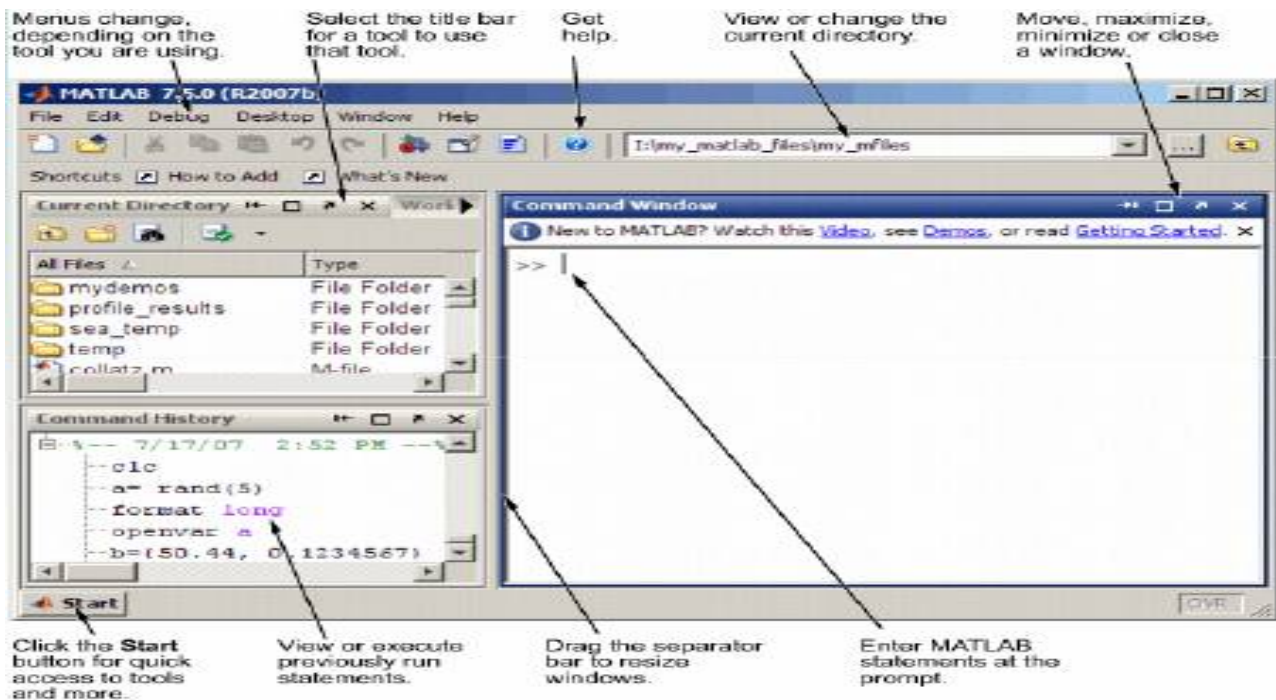 Menus change,
depending on the
tool you are using.
Select the title bar
for a tool to use
that tool.
Get
help.
View or change the
current directory.
Move, maximize,
minimize or close
a window.
MATLAB 7.5.0 (R2007b)
File Edit Debug Desktop Window Help
I:\my_matlab_files\my_mfiles
...
Shortcuts How to Add What's New
Current Directory Work
All Files Type
mydemos File Folder
profile_results File Folder
sea_temp File Folder
temp File Folder
collatz.m M-file
Command History
%-- 7/17/07 2:52 PM --%
clc
a= rand(5)
format long
openvar a
b=(50.44, 0.1234567)
Command Window
New to MATLAB? Watch this Video, see Demos, or read Getting Started.
>>
Start
OVR
Click the Start
button for quick
access to tools
and more.
View or execute
previously run
statements.
Drag the separator
bar to resize
windows.
Enter MATLAB
statements at the
prompt.